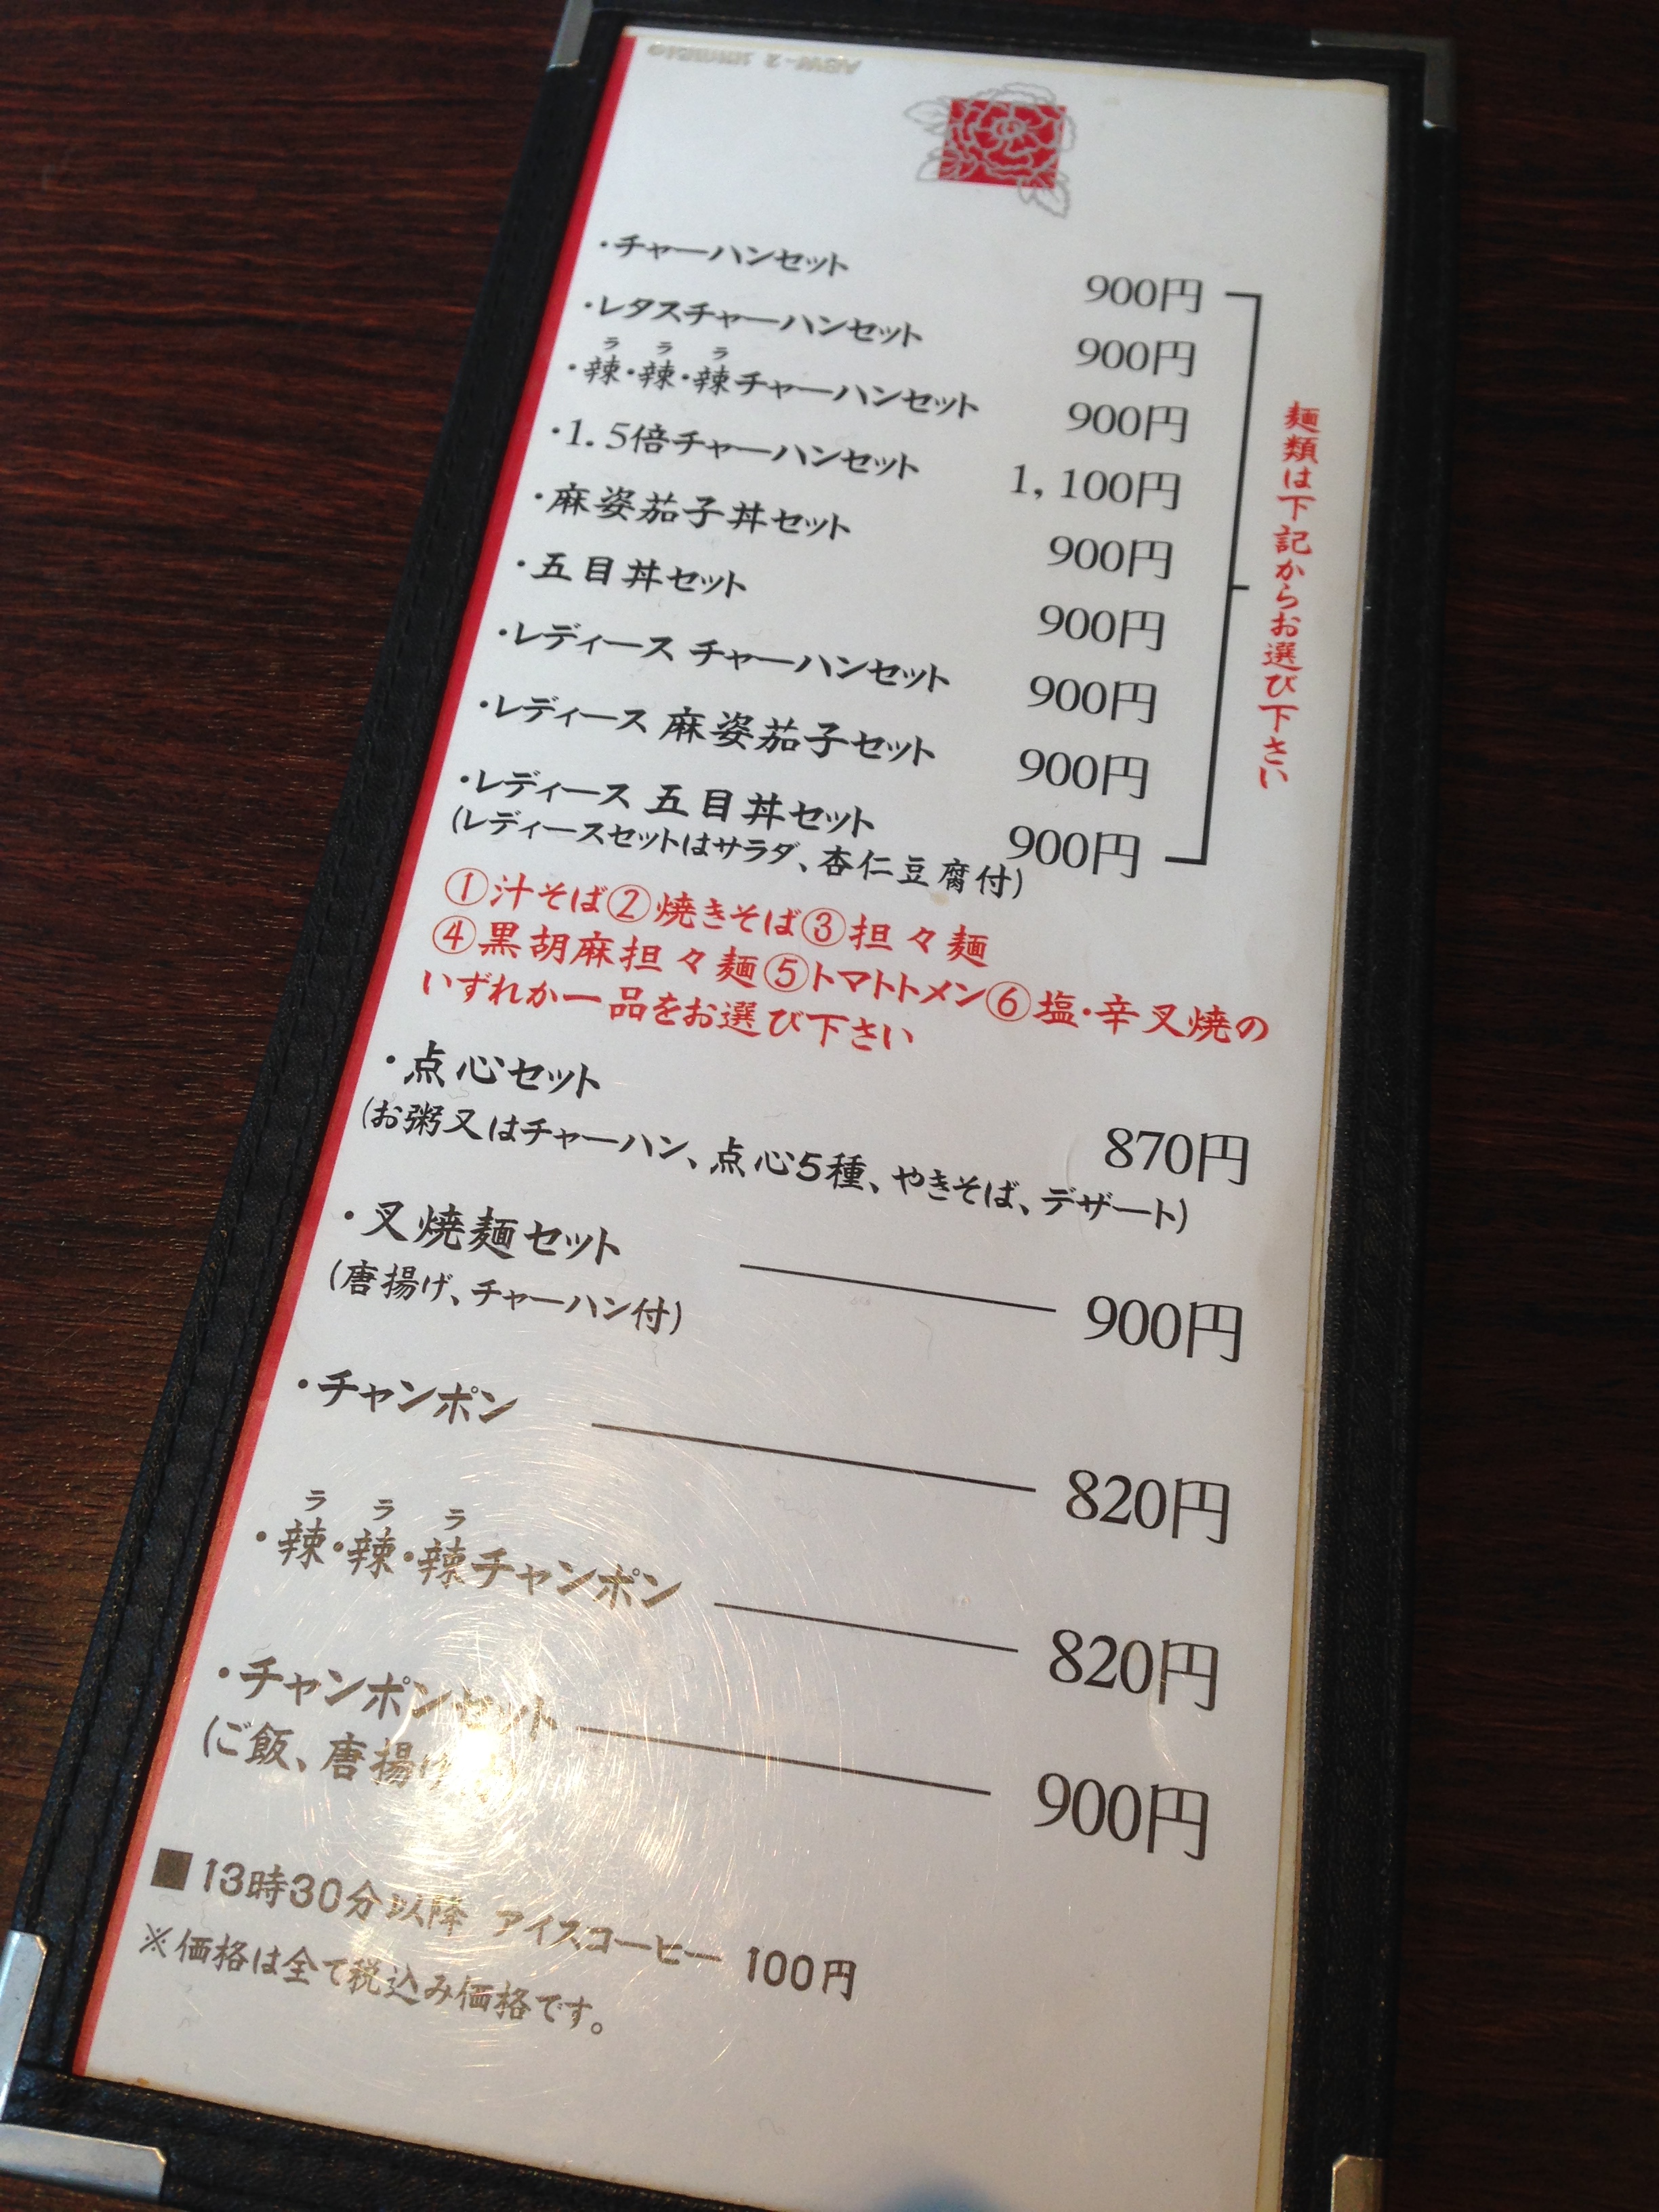 ・チャーハンセット 900円
・レタスチャーハンセット 900円
ララ ラ
・辣・辣・辣チャーハンセット 900円
・1.5倍チャーハンセット 1,100円
・麻姿茄子丼セット 900円
・五目丼セット 900円
・レディース チャーハンセット 900円
・レディース 麻姿茄子セット 900円
・レディース 五目丼セット 900円
(レディースセットはサラダ、杏仁豆腐付)
麺類は下記からお選び下さい
①汁そば②焼きそば③担々麺
④黒胡麻担々麺⑤トマトトメン⑥塩・辛叉焼の
いずれか一品をお選び下さい
・点心セット 870円
(お粥又はチャーハン、点心5種、やきそば、デザート)
・叉焼麺セット 900円
(唐揚げ、チャーハン付)
・チャンポン 820円
ラ ラ ラ
・辣・辣・辣チャンポン 820円
・チャンポンセット 900円
(ご飯、唐揚げ
■13時30分以降 アイスコーヒー 100円
※価格は全て税込み価格です。